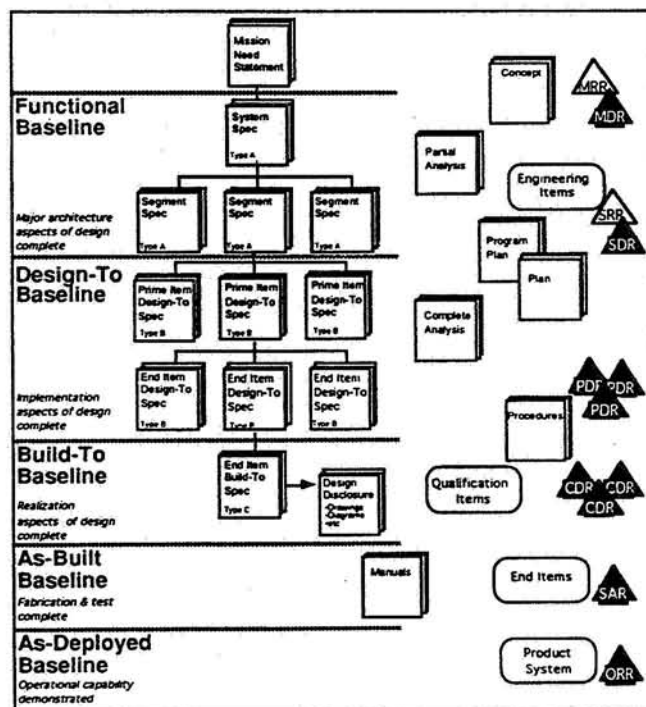 Mission
Need
Statement
Concept
MRR
MDR
Functional
Baseline
System
Spec
Type A
Partial
Analysis
Engineering
Items
Segment
Spec
Type A
Segment
Spec
Type A
Segment
Spec
Type A
SRR
SDR
Major architecture
aspects of design
complete
Program
Plan
Plan
Design-To
Baseline
Prime Item
Design-To
Spec
Type B
Prime Item
Design-To
Spec
Type B
Prime Item
Design-To
Spec
Type B
Complete
Analysis
End Item
Design-To
Spec
Type B
End Item
Design-To
Spec
End Item
Design-To
Spec
Type B
Implementation
aspects of design
complete
PDR
PDR
PDR
Procedures
Build-To
Baseline
End Item
Build-To
Spec
Type C
Design
Disclosure
•Drawings
•Diagrams
•etc
Qualification
Items
CDR
CDR
CDR
Realization
aspects of design
complete
As-Built
Baseline
Fabrication & test
complete
Manuals
End Items
SAR
As-Deployed
Baseline
Operational capability
demonstrated
Product
System
ORR